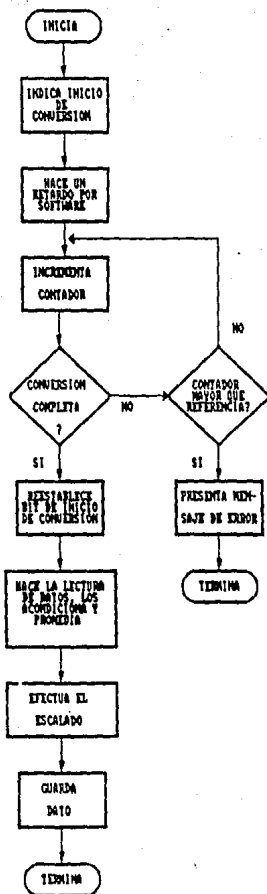 INICIA
INDICA INICIO
DE
CONVERSION
HACE UN
RETARDO POR
SOFTWARE
INCREMENTA
CONTADOR
NO
CONVERSION
COMPLETA
?
NO
CONTADOR
MAYOR QUE
REFERENCIA?
SI
SI
REESTABLECE
BIT DE INICIO
DE CONVERSION
PRESENTA MEN-
SAJE DE ERROR
TERMINA
HACE LA LECTURA
DE DATOS, LOS
ACONDICIONA Y
PROMEDIA
EFECTUA EL
ESCALADO
GUARDA
DATO
TERMINA